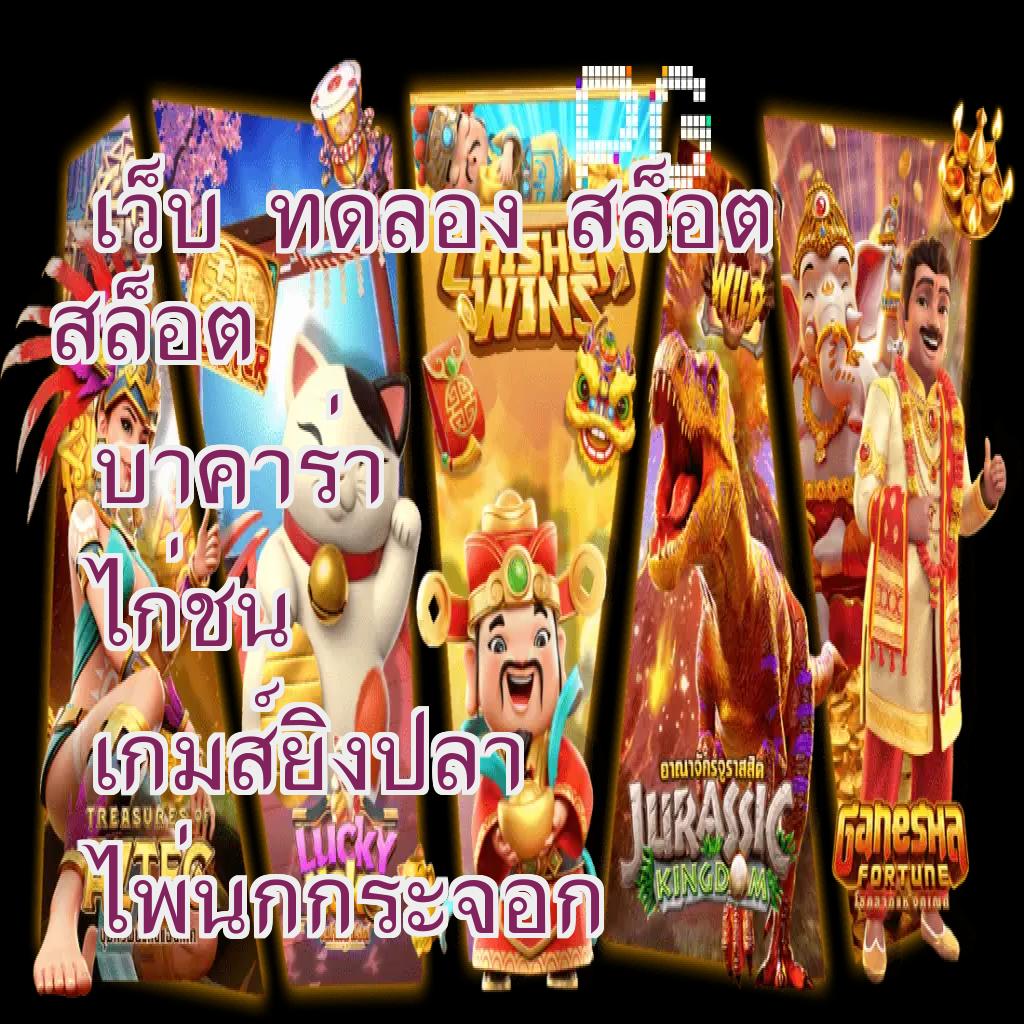 PG
เว็บ ทดลอง สล็อต
CAISHEN
WINS
WILD
สล็อต
บาคาร่า
ไก่ชน
เกมส์ยิงปลา
อาณาจักรจูราสสิค
JURASSIC
KINGDOM
GANESHA
FORTUNE
TREASURES OF
AZTEC
LUCKY
ไพ่นกกระจอก